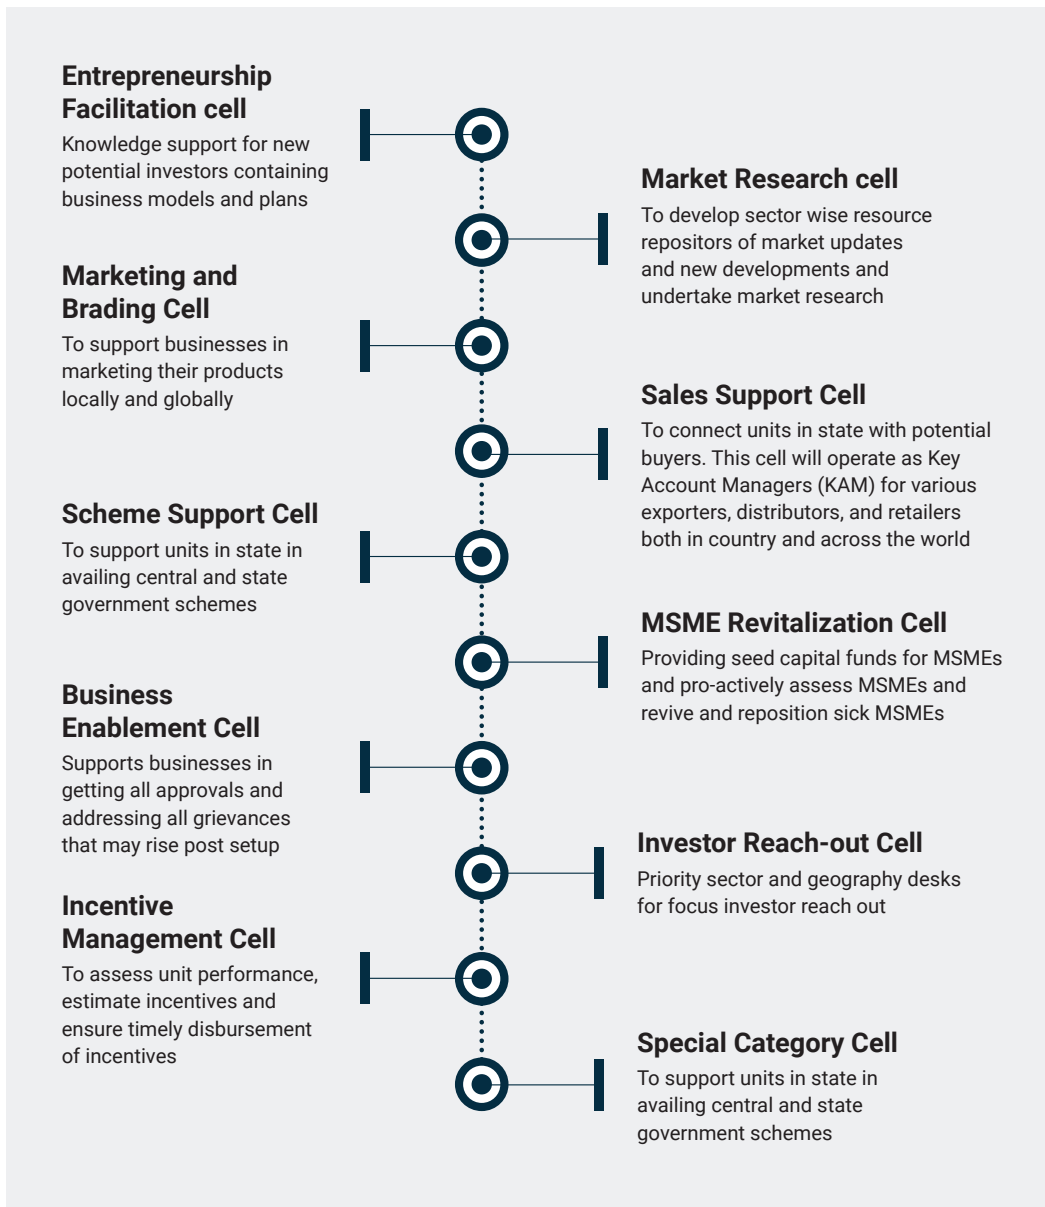 Entrepreneurship
Facilitation cell
Knowledge support for new
potential investors containing
business models and plans
Market Research cell
To develop sector wise resource
repositors of market updates
and new developments and
undertake market research
Marketing and
Brading Cell
To support businesses in
marketing their products
locally and globally
Sales Support Cell
To connect units in state with potential
buyers. This cell will operate as Key
Account Managers (KAM) for various
exporters, distributors, and retailers
both in country and across the world
Scheme Support Cell
To support units in state in
availing central and state
government schemes
MSME Revitalization Cell
Providing seed capital funds for MSMEs
and pro-actively assess MSMEs and
revive and reposition sick MSMEs
Business
Enablement Cell
Supports businesses in
getting all approvals and
addressing all grievances
that may rise post setup
Investor Reach-out Cell
Priority sector and geography desks
for focus investor reach out
Incentive
Management Cell
To assess unit performance,
estimate incentives and
ensure timely disbursement
of incentives
Special Category Cell
To support units in state in
availing central and state
government schemes